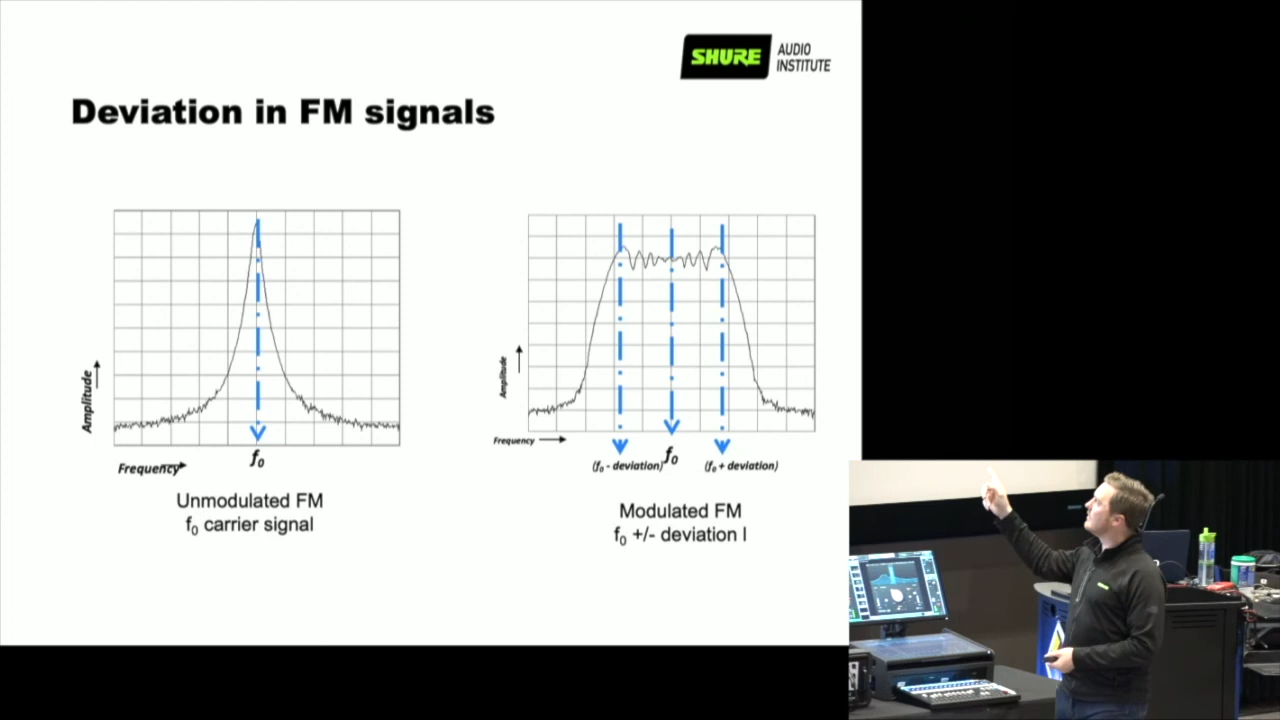 SHURE
AUDIO
INSTITUTE
Deviation in FM signals
Amplitude
Frequency
f₀
Unmodulated FM
f₀ carrier signal
Amplitude
Frequency
(f₀ - deviation)
f₀
(f₀ + deviation)
Modulated FM
f₀ +/- deviation l